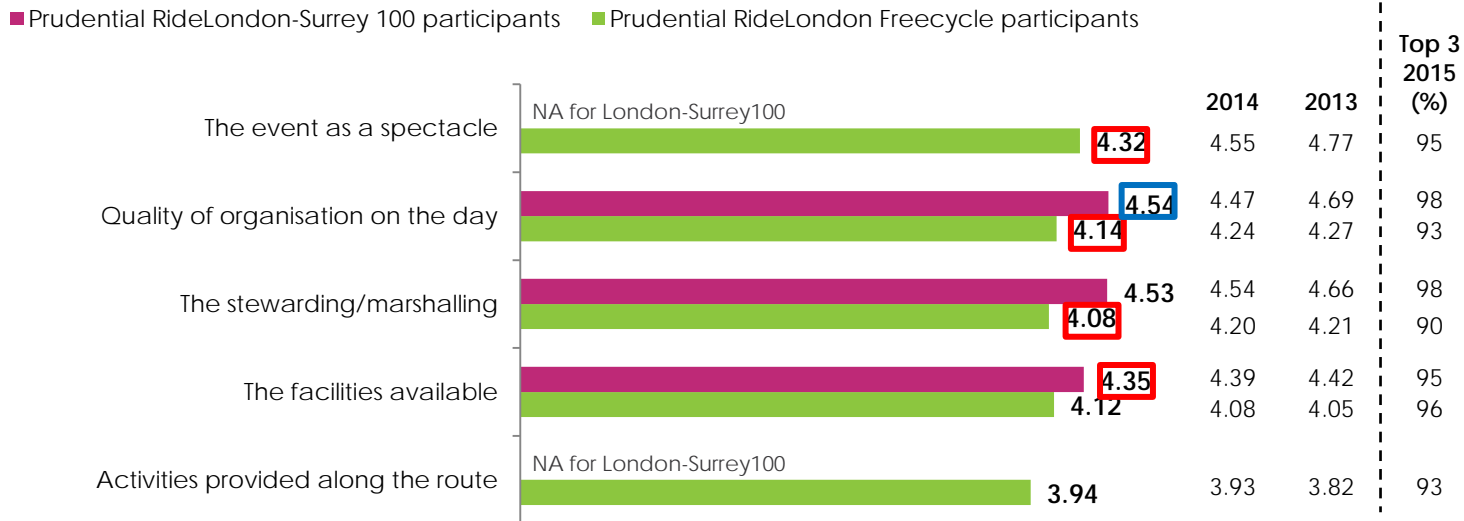 Prudential RideLondon-Surrey 100 participants Prudential RideLondon Freecycle participants
Top 3
2015
(%)
2014 2013
The event as a spectacle
NA for London-Surrey100
4.32 4.55 4.77 95
Quality of organisation on the day
4.54 4.47 4.69 98
4.14 4.24 4.27 93
The stewarding/marshalling
4.53 4.54 4.66 98
4.08 4.20 4.21 90
The facilities available
4.35 4.39 4.42 95
4.12 4.08 4.05 96
Activities provided along the route
NA for London-Surrey100
3.94 3.93 3.82 93